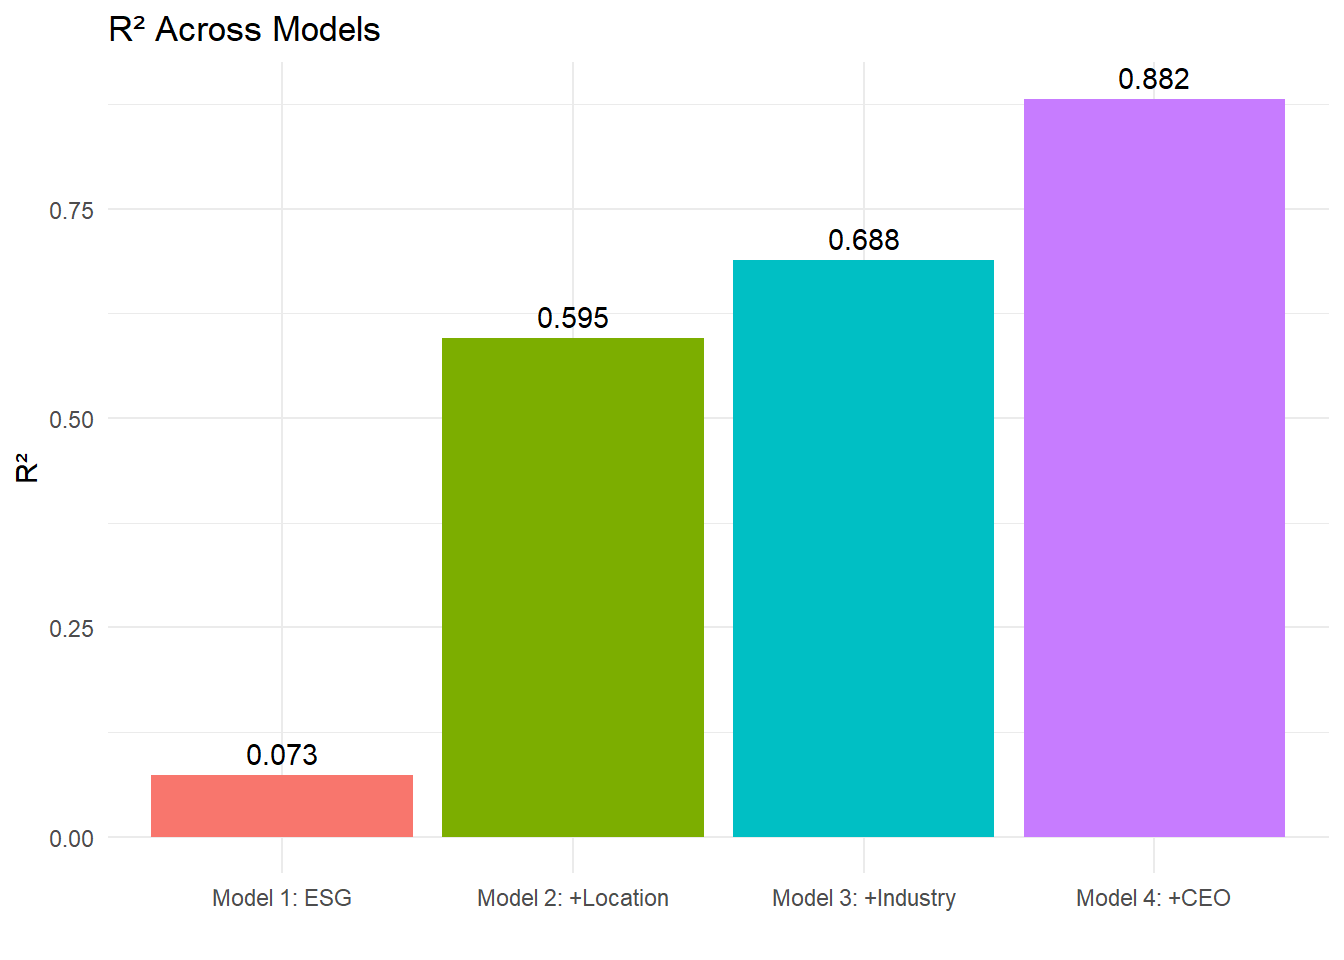 R² Across Models
0.882
0.75
0.688
0.595
0.50
R²
0.25
0.073
0.00
Model 1: ESG
Model 2: +Location
Model 3: +Industry
Model 4: +CEO